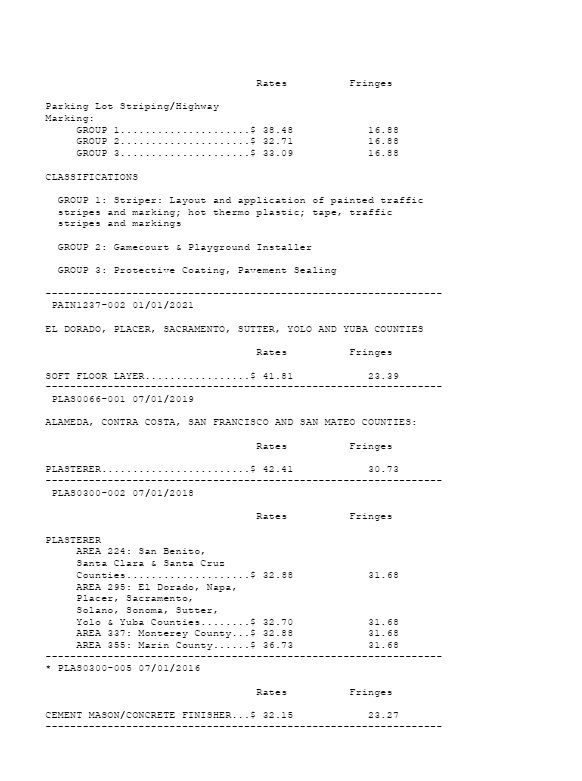 Rates Fringes
Parking Lot Striping/Highway
Marking:
GROUP 1.....................$ 38.48 16.88
GROUP 2.....................$ 32.71 16.88
GROUP 3.....................$ 33.09 16.88
CLASSIFICATIONS
GROUP 1: Striper: Layout and application of painted traffic
stripes and marking; hot thermo plastic; tape, traffic
stripes and markings
GROUP 2: Gamecourt & Playground Installer
GROUP 3: Protective Coating, Pavement Sealing
----------------------------------------------------------------
PAIN1237-002 01/01/2021
EL DORADO, PLACER, SACRAMENTO, SUTTER, YOLO AND YUBA COUNTIES
Rates Fringes
SOFT FLOOR LAYER.................$ 41.81 23.39
----------------------------------------------------------------
PLAS0066-001 07/01/2019
ALAMEDA, CONTRA COSTA, SAN FRANCISCO AND SAN MATEO COUNTIES:
Rates Fringes
PLASTERER........................$ 42.41 30.73
----------------------------------------------------------------
PLAS0300-002 07/01/2018
Rates Fringes
PLASTERER
AREA 224: San Benito,
Santa Clara & Santa Cruz
Counties....................$ 32.88 31.68
AREA 295: El Dorado, Napa,
Placer, Sacramento,
Solano, Sonoma, Sutter,
Yolo & Yuba Counties........$ 32.70 31.68
AREA 337: Monterey County...$ 32.88 31.68
AREA 355: Marin County......$ 36.73 31.68
----------------------------------------------------------------
* PLAS0300-005 07/01/2016
Rates Fringes
CEMENT MASON/CONCRETE FINISHER...$ 32.15 23.27
----------------------------------------------------------------